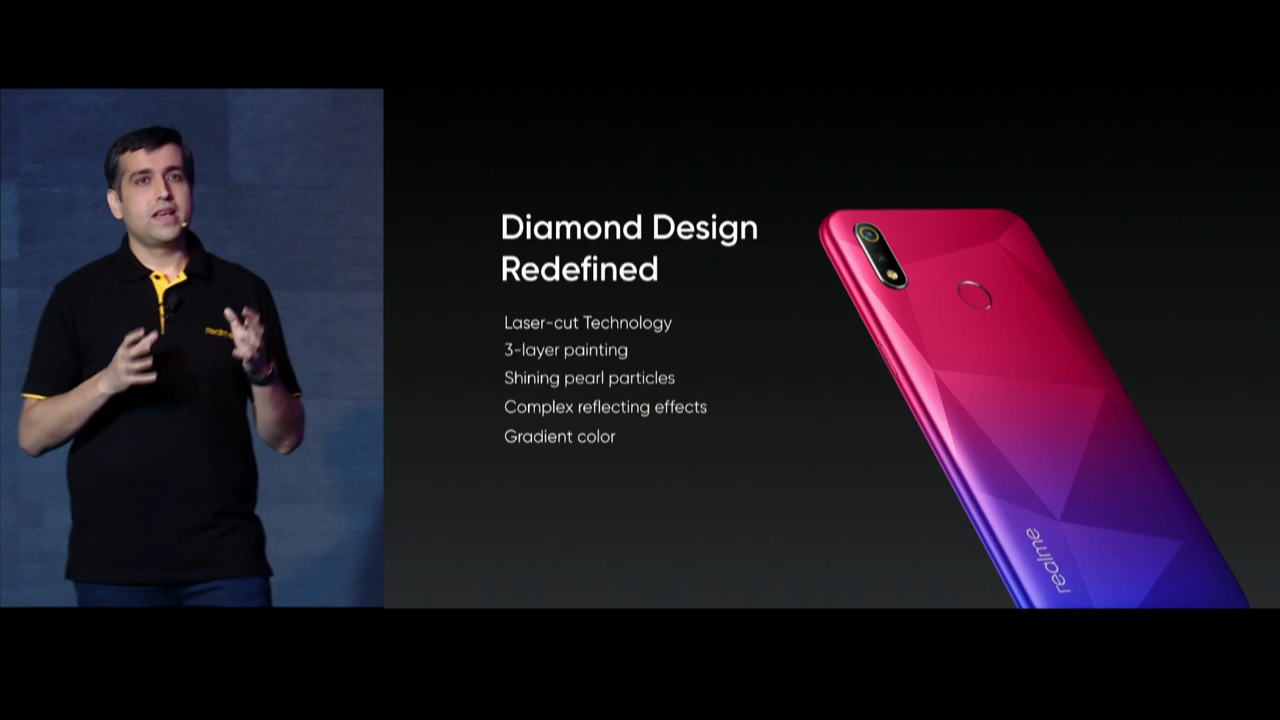 Diamond Design
Redefined
Laser-cut Technology
3-layer painting
Shining pearl particles
Complex reflecting effects
Gradient color
realme